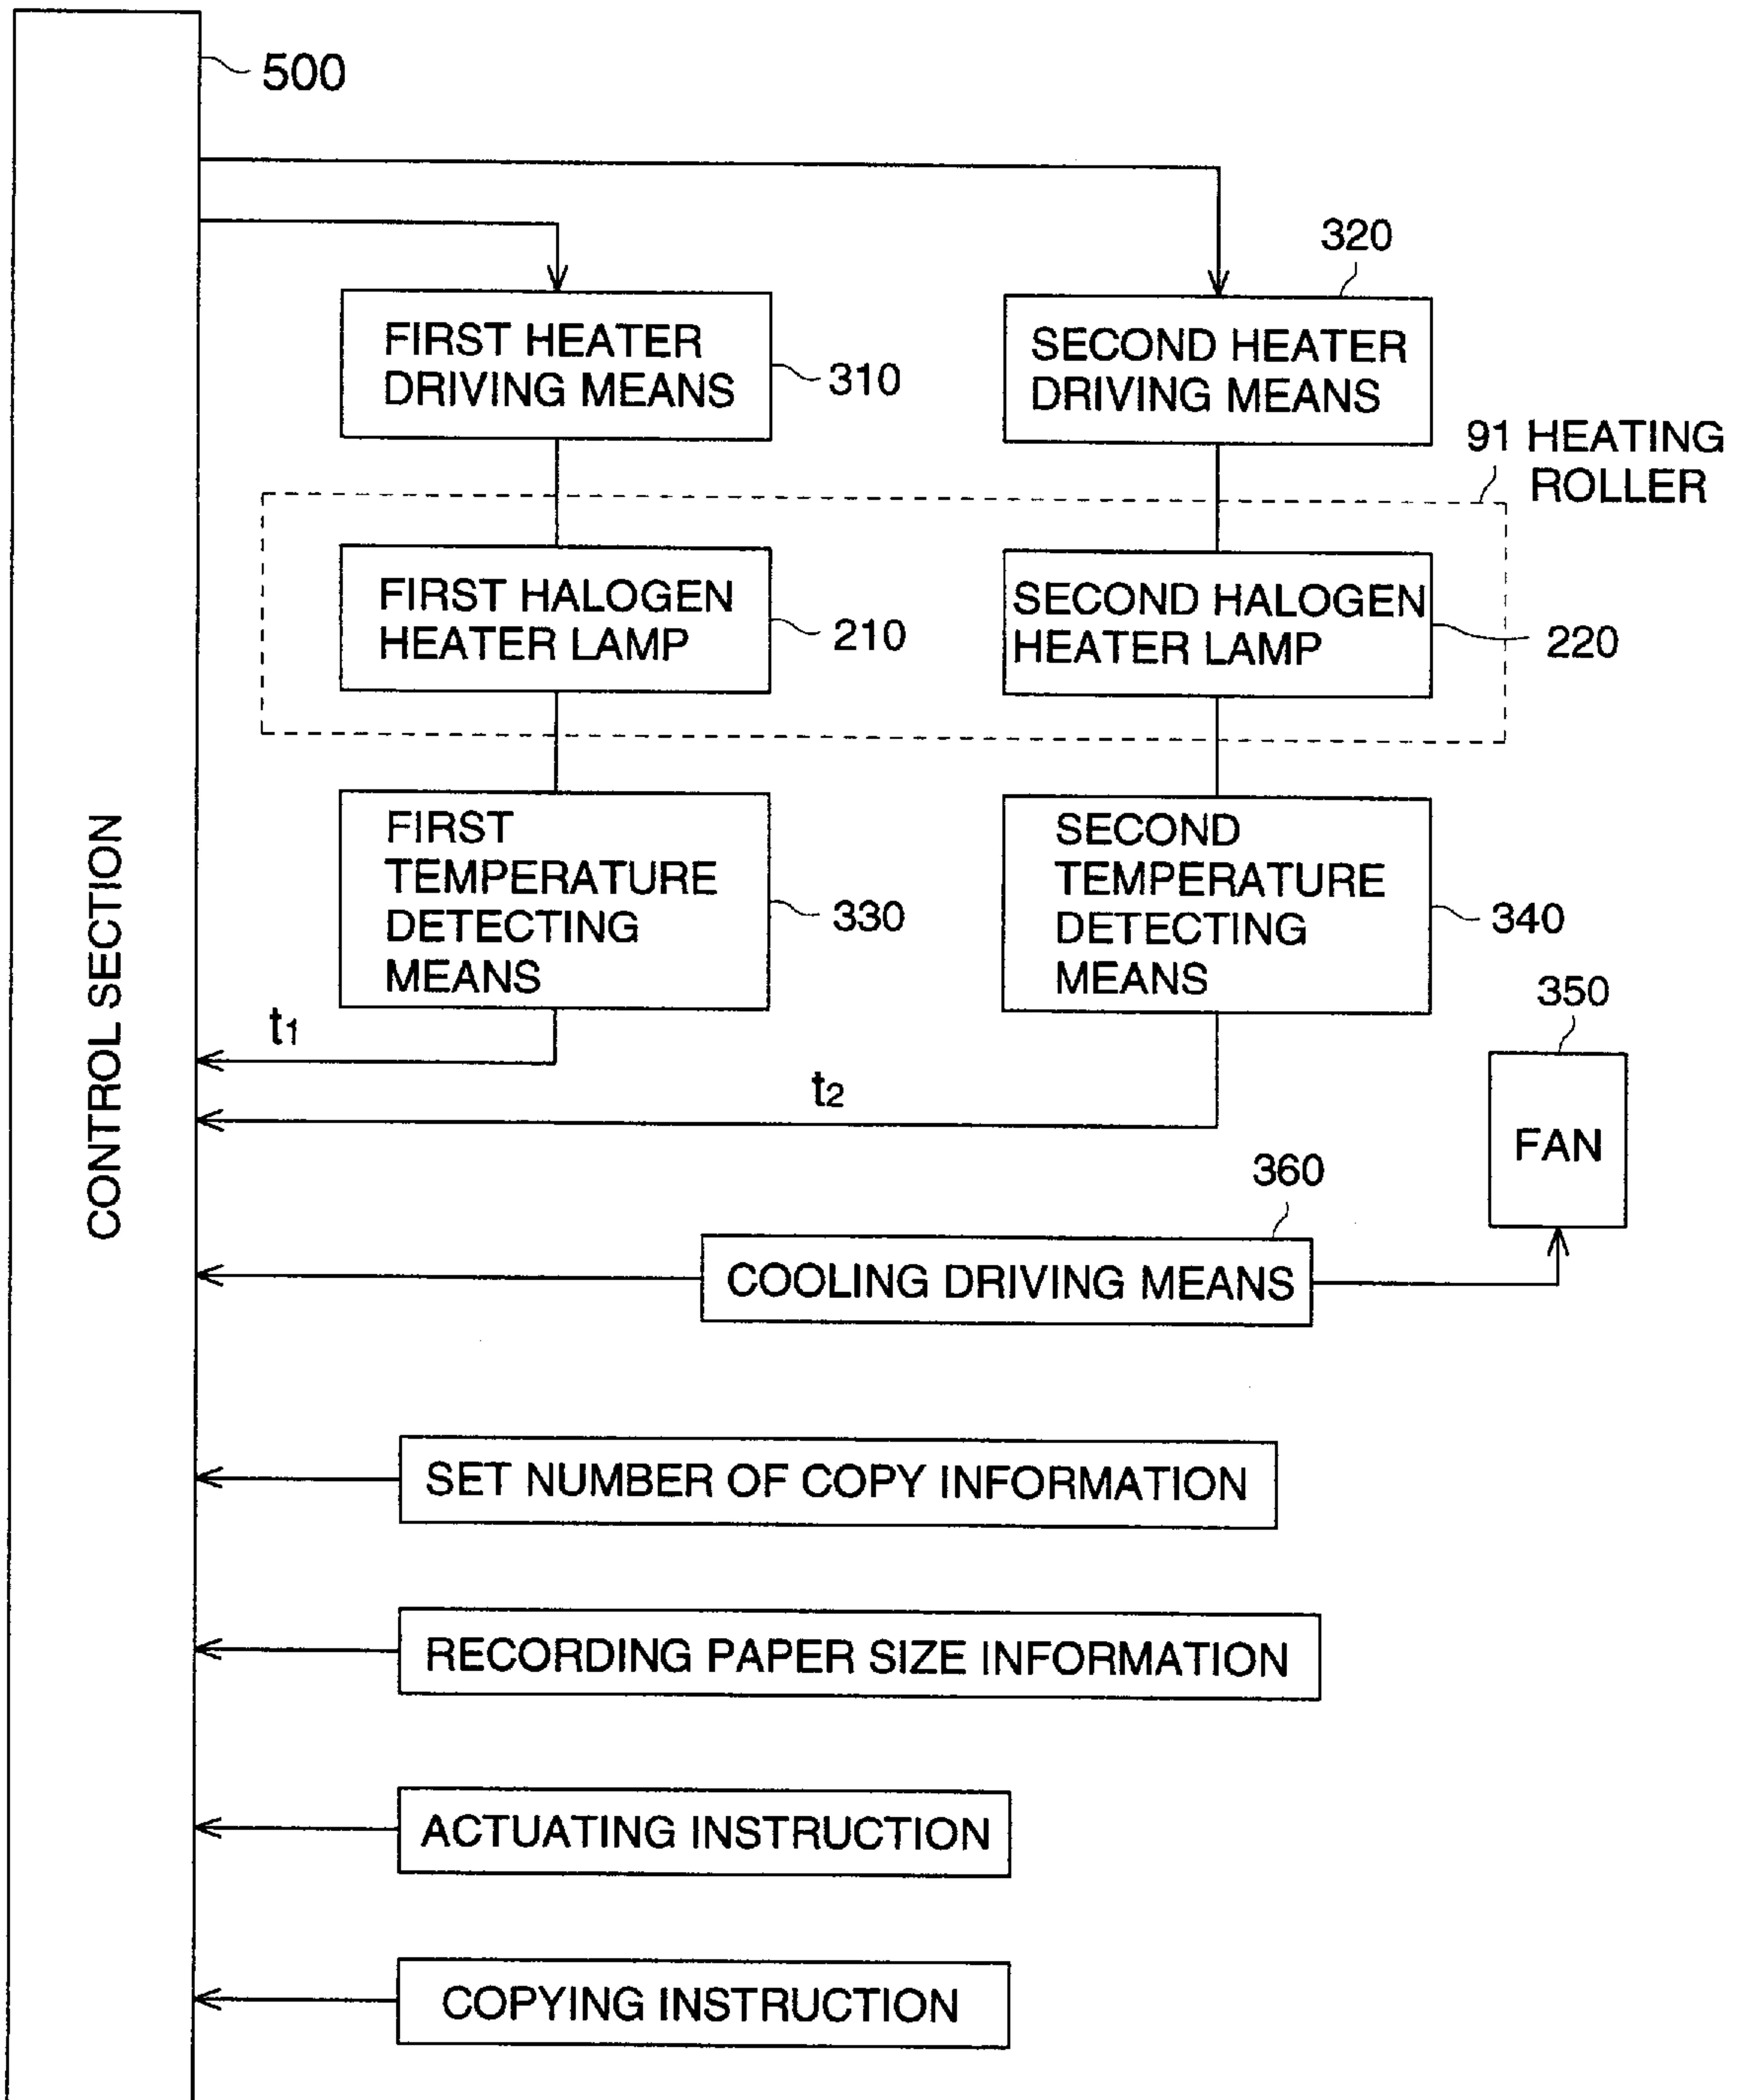 500
320
FIRST HEATER
DRIVING MEANS
310
SECOND HEATER
DRIVING MEANS
91 HEATING
ROLLER
FIRST HALOGEN
HEATER LAMP
210
SECOND HALOGEN
HEATER LAMP
220
FIRST
TEMPERATURE
DETECTING
MEANS
330
SECOND
TEMPERATURE
DETECTING
MEANS
340
CONTROL SECTION
t1
t2
350
FAN
360
COOLING DRIVING MEANS
SET NUMBER OF COPY INFORMATION
RECORDING PAPER SIZE INFORMATION
ACTUATING INSTRUCTION
COPYING INSTRUCTION